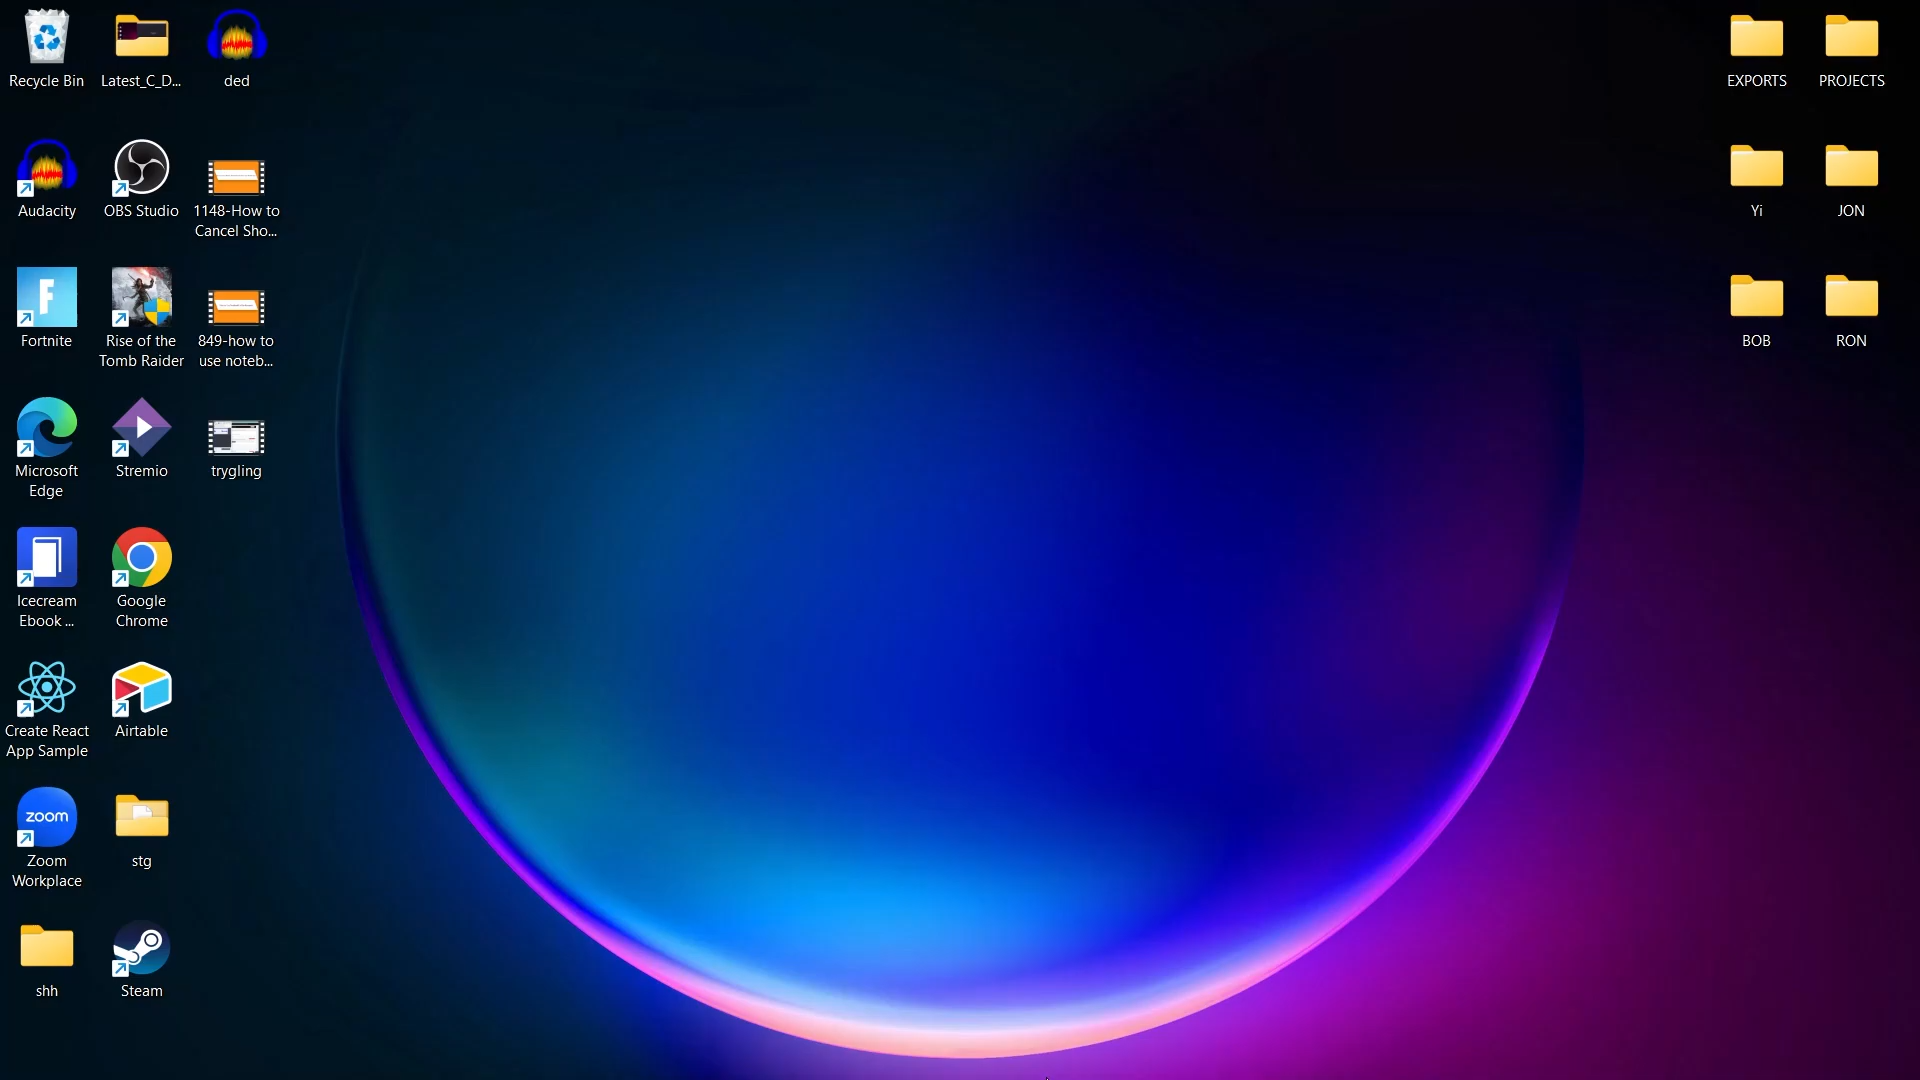 Recycle Bin
Latest_C_D...
ded
EXPORTS
PROJECTS
Audacity
OBS Studio
1148-How to
Cancel Sho...
Yi
JON
Fortnite
Rise of the
Tomb Raider
849-how to
use noteb...
BOB
RON
Microsoft
Edge
Stremio
trygling
Icecream
Ebook ...
Google
Chrome
Create React
App Sample
Airtable
zoom
Zoom
Workplace
stg
shh
Steam